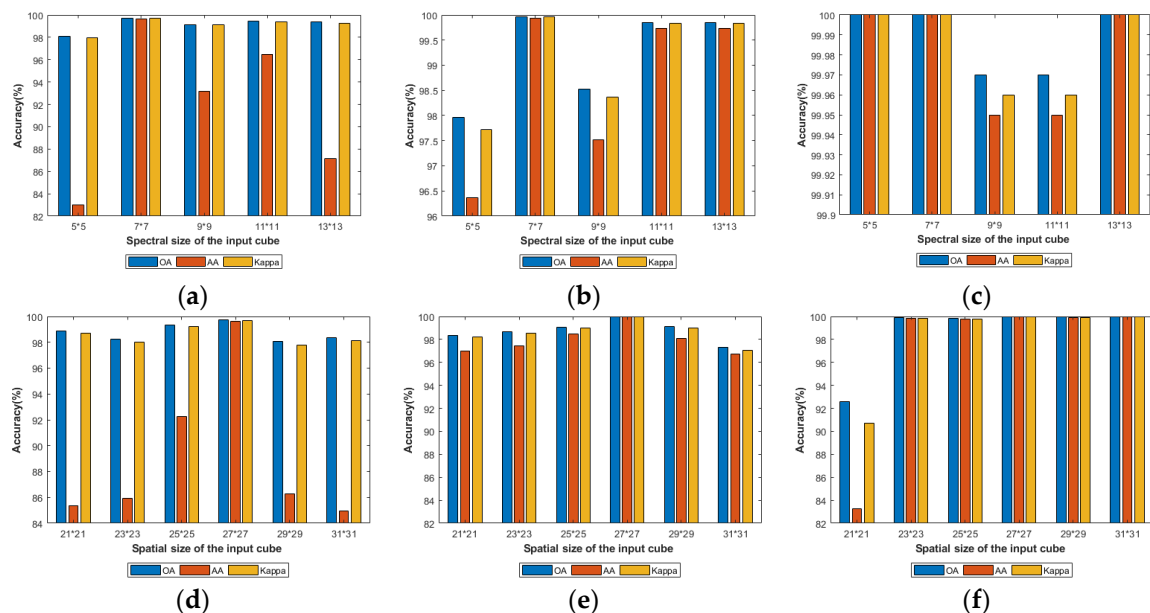 100
98
96
94
92
90
88
86
84
82
Accuracy(%)
5*5 7*7 9*9 11*11 13*13
Spectral size of the input cube
OA AA Kappa
(a)
100
99.5
99
98.5
98
97.5
97
96.5
96
Accuracy(%)
5*5 7*7 9*9 11*11 13*13
Spectral size of the input cube
OA AA Kappa
(b)
100
99.99
99.98
99.97
99.96
99.95
99.94
99.93
99.92
99.91
99.9
Accuracy(%)
5*5 7*7 9*9 11*11 13*13
Spectral size of the input cube
OA AA Kappa
(c)
100
98
96
94
92
90
88
86
84
Accuracy(%)
21*21 23*23 25*25 27*27 29*29 31*31
Spatial size of the input cube
OA AA Kappa
(d)
100
98
96
94
92
90
88
86
84
82
Accuracy(%)
21*21 23*23 25*25 27*27 29*29 31*31
Spatial size of the input cube
OA AA Kappa
(e)
100
98
96
94
92
90
88
86
84
82
Accuracy(%)
21*21 23*23 25*25 27*27 29*29 31*31
Spatial size of the input cube
OA AA Kappa
(f)